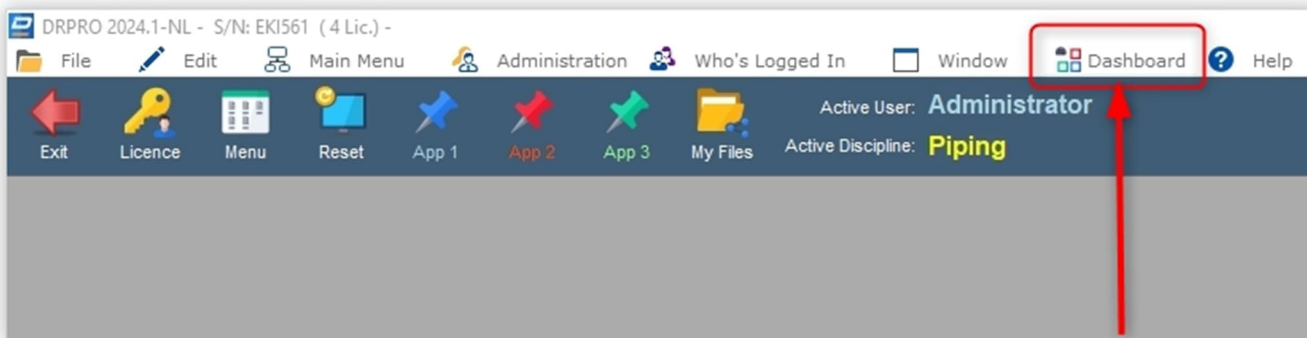 DRPRO 2024.1-NL - S/N: EKI561 ( 4 Lic.) -
File Edit Main Menu Administration Who's Logged In Window Dashboard Help
Active User: Administrator
Active Discipline: Piping
Exit Licence Menu Reset App 1 App 2 App 3 My Files